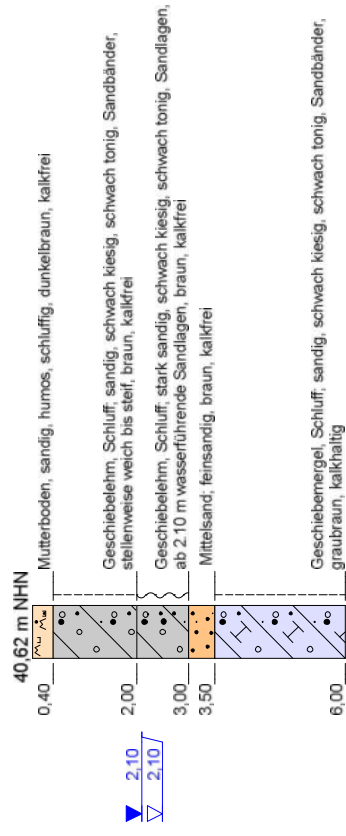 40,62 m NHN
0,40
Mutterboden, sandig, humos, schluffig, dunkelbraun, kalkfrei
Mu
Mu
Geschiebelehm, Schluff; sandig, schwach kiesig, schwach tonig, Sandbänder,
stellenweise weich bis steif, braun, kalkfrei
2,00
2,10
2,10
Geschiebelehm, Schluff; stark sandig, schwach kiesig, schwach tonig, Sandlagen,
ab 2.10 m wasserführende Sandlagen, braun, kalkfrei
3,00
Mittelsand; feinsandig, braun, kalkfrei
3,50
Geschiebemergel, Schluff; sandig, schwach kiesig, schwach tonig, Sandbänder,
graubraun, kalkhaltig
6,00